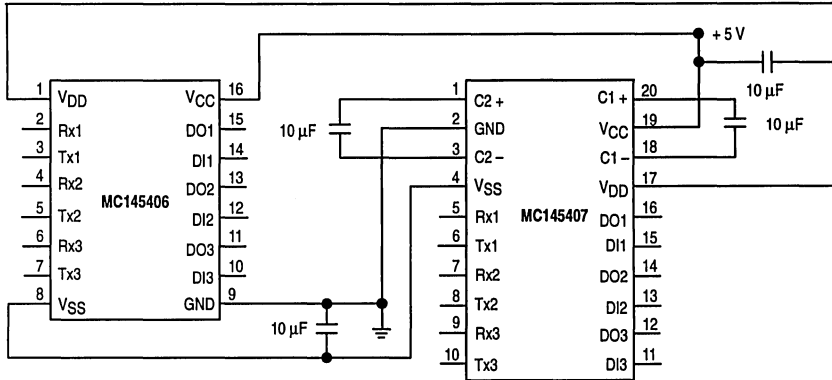 +5 V
10 µF
1 VDD VCC 16
2 Rx1 DO1 15
3 Tx1 DI1 14
4 Rx2 DO2 13
5 Tx2 DI2 12
6 Rx3 DO3 11
7 Tx3 DI3 10
8 VSS GND 9
MC145406
10 µF
10 µF
1 C2+ C1+ 20
2 GND VCC 19
3 C2− C1− 18
4 VSS VDD 17
5 Rx1 DO1 16
6 Tx1 DI1 15
7 Rx2 DO2 14
8 Tx2 DI2 13
9 Rx3 DO3 12
10 Tx3 DI3 11
MC145407
10 µF